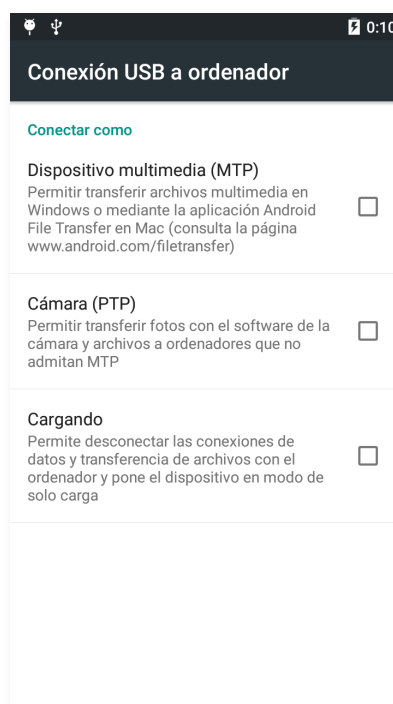 0:10
Conexión USB a ordenador
Conectar como
Dispositivo multimedia (MTP)
Permitir transferir archivos multimedia en
Windows o mediante la aplicación Android
File Transfer en Mac (consulta la página
www.android.com/filetransfer)
Cámara (PTP)
Permitir transferir fotos con el software de la
cámara y archivos a ordenadores que no
admitan MTP
Cargando
Permite desconectar las conexiones de
datos y transferencia de archivos con el
ordenador y pone el dispositivo en modo de
solo carga